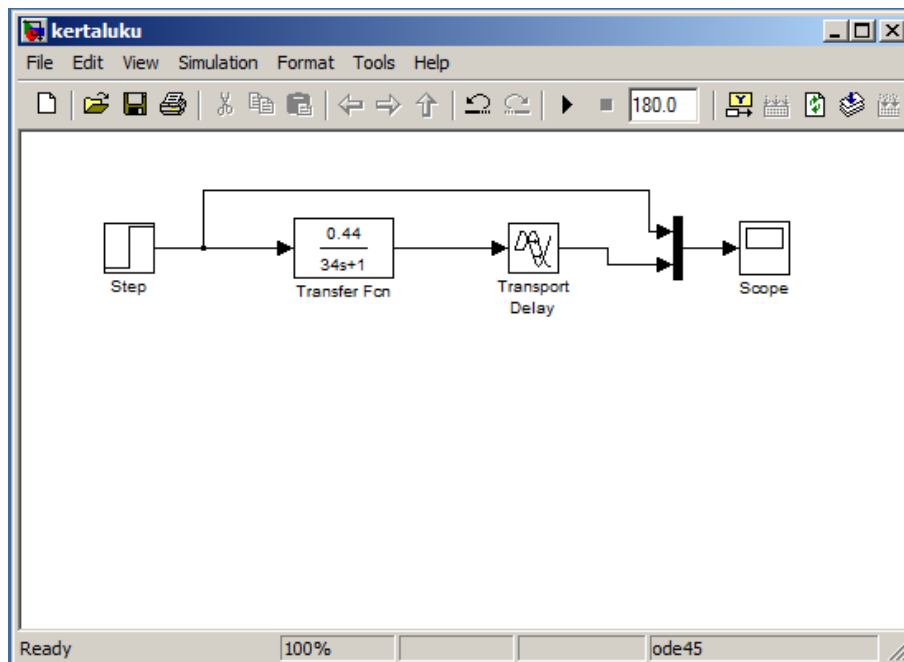 kertaluku
File Edit View Simulation Format Tools Help
180.0
Step
0.44
34s+1
Transfer Fcn
Transport
Delay
Scope
Ready 100% ode45